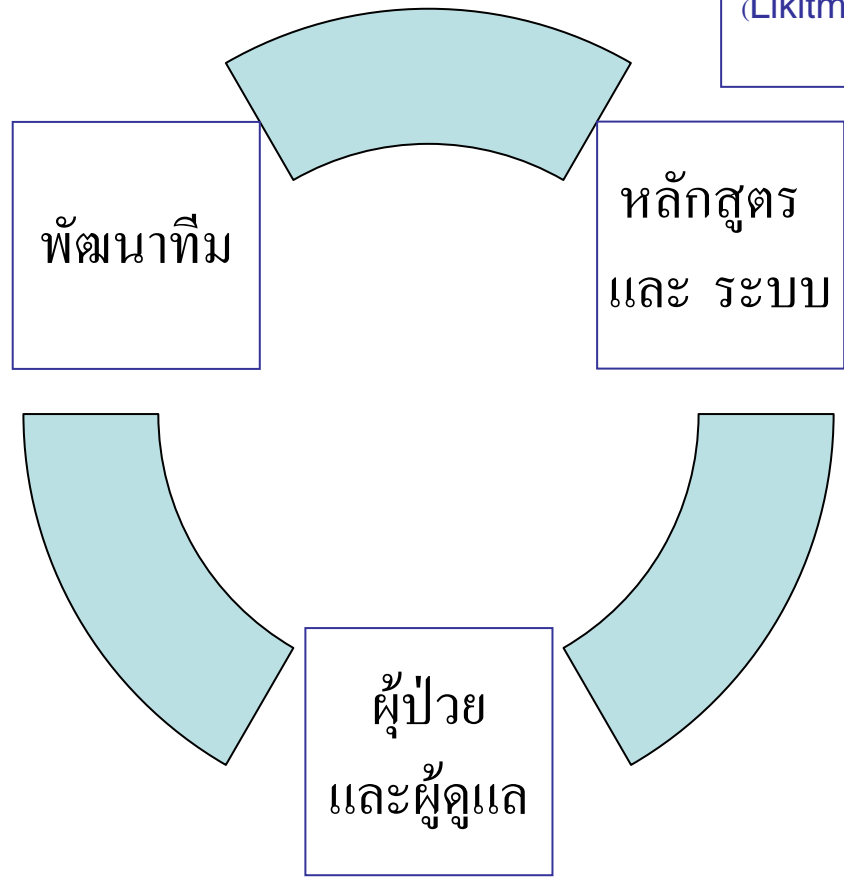 (Likitm
พัฒนาทีม
หลักสูตร
และ ระบบ
ผุ้ป่วย
และผู้ดูแล